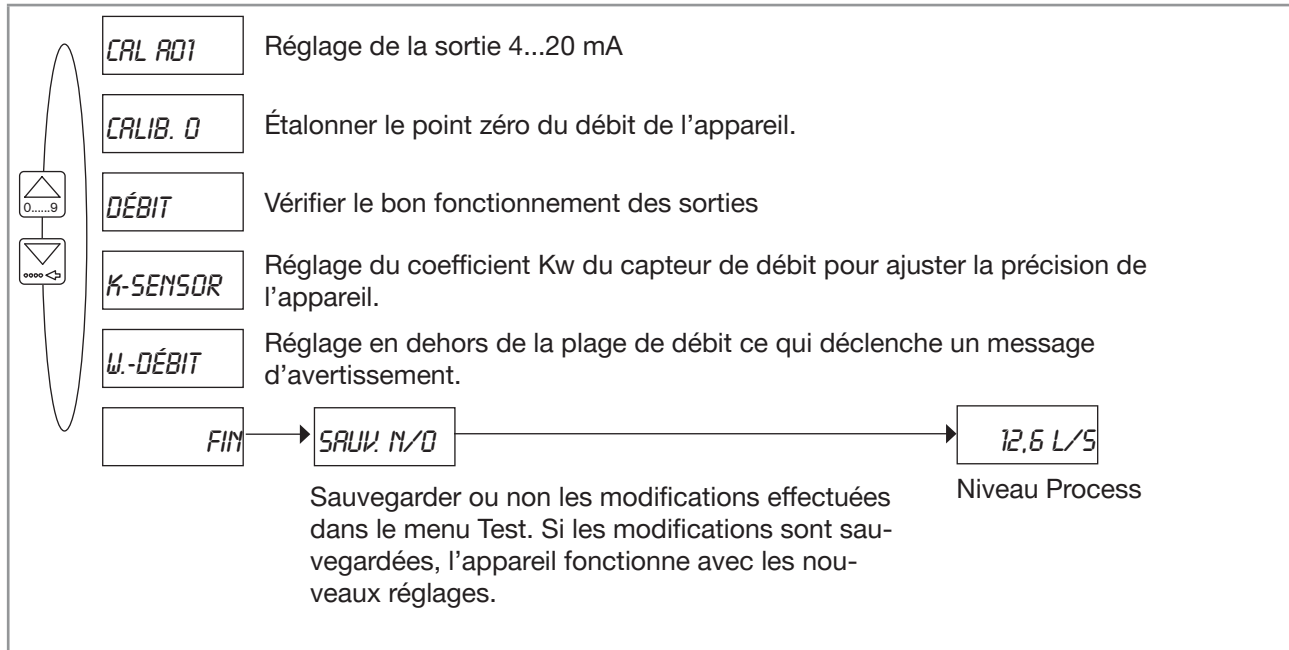 CAL AO1
Réglage de la sortie 4...20 mA
CALIB. 0
Étalonner le point zéro du débit de l'appareil.
0......9
DÉBIT
Vérifier le bon fonctionnement des sorties
K-SENSOR
Réglage du coefficient Kw du capteur de débit pour ajuster la précision de
l'appareil.
W.-DÉBIT
Réglage en dehors de la plage de débit ce qui déclenche un message
d'avertissement.
FIN
SAUV. N/O
12,6 L/S
Sauvegarder ou non les modifications effectuées
dans le menu Test. Si les modifications sont sau-
vegardées, l'appareil fonctionne avec les nou-
veaux réglages.
Niveau Process